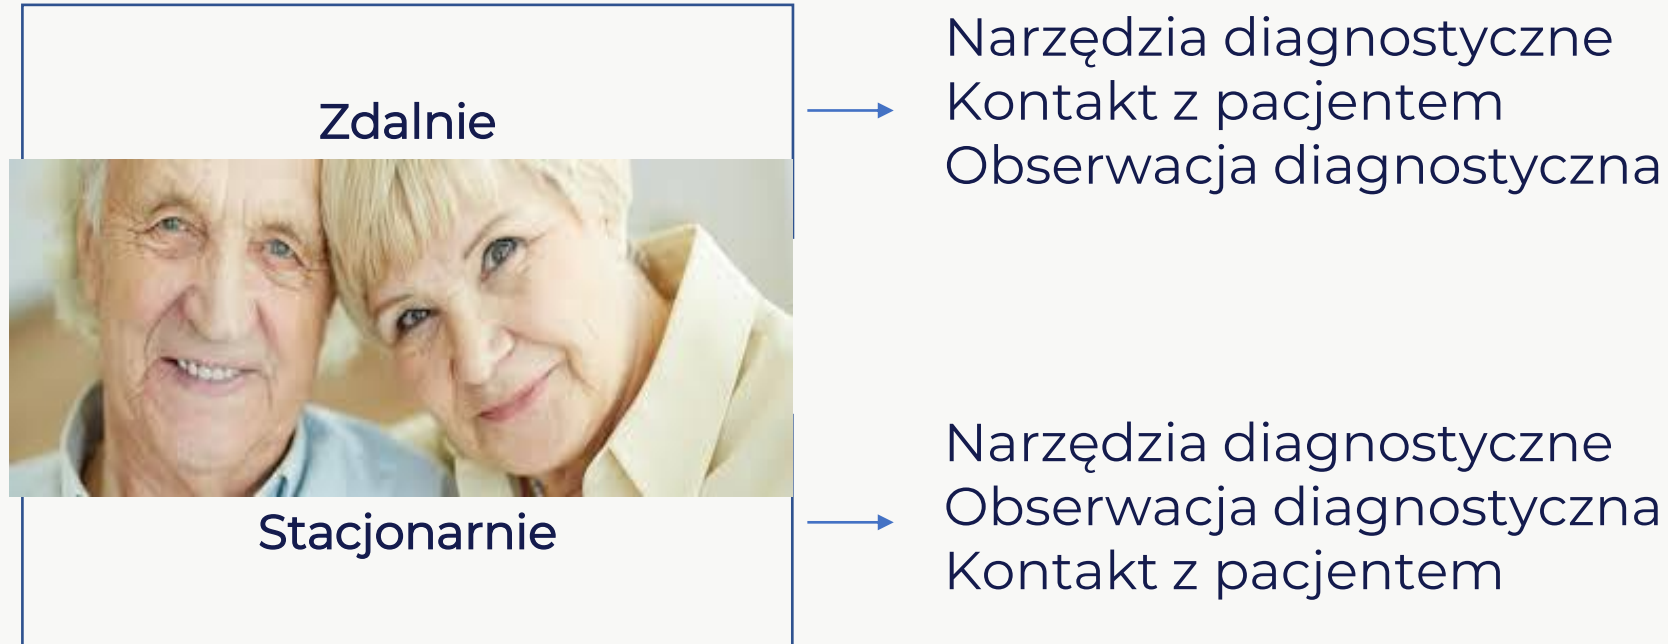 Zdalnie
Narzędzia diagnostyczne
Kontakt z pacjentem
Obserwacja diagnostyczna
Stacjonarnie
Narzędzia diagnostyczne
Obserwacja diagnostyczna
Kontakt z pacjentem